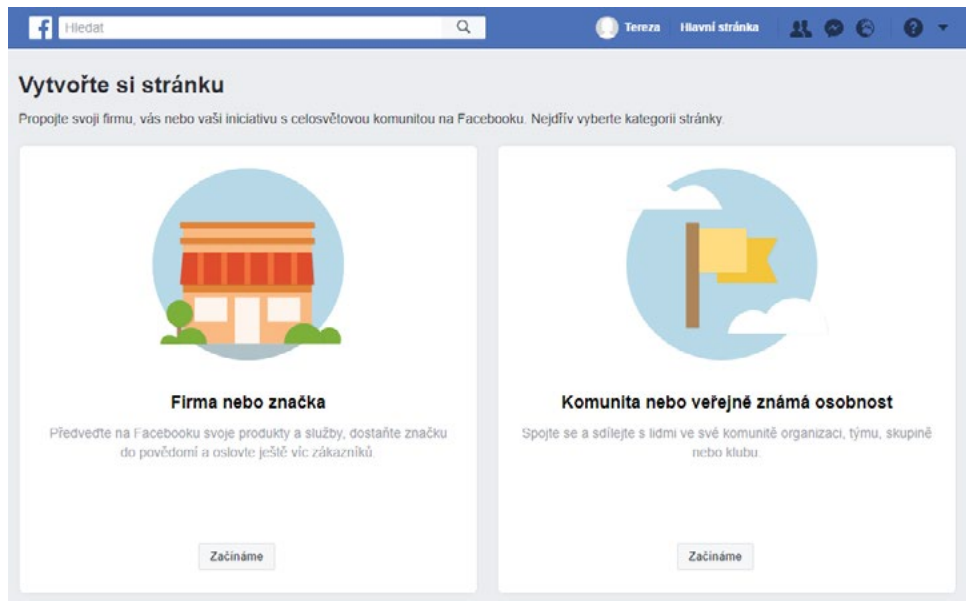 f
Hledat
Tereza Hlavní stránka
Vytvořte si stránku
Propojte svoji firmu, vás nebo vaši iniciativu s celosvětovou komunitou na Facebooku. Nejdřív vyberte kategorii stránky.
Firma nebo značka
Předveďte na Facebooku svoje produkty a služby, dostaňte značku
do povědomí a oslovte ještě víc zákazníků.
Začínáme
Komunita nebo veřejně známá osobnost
Spojte se a sdílejte s lidmi ve své komunitě organizaci, týmu, skupině
nebo klubu.
Začínáme